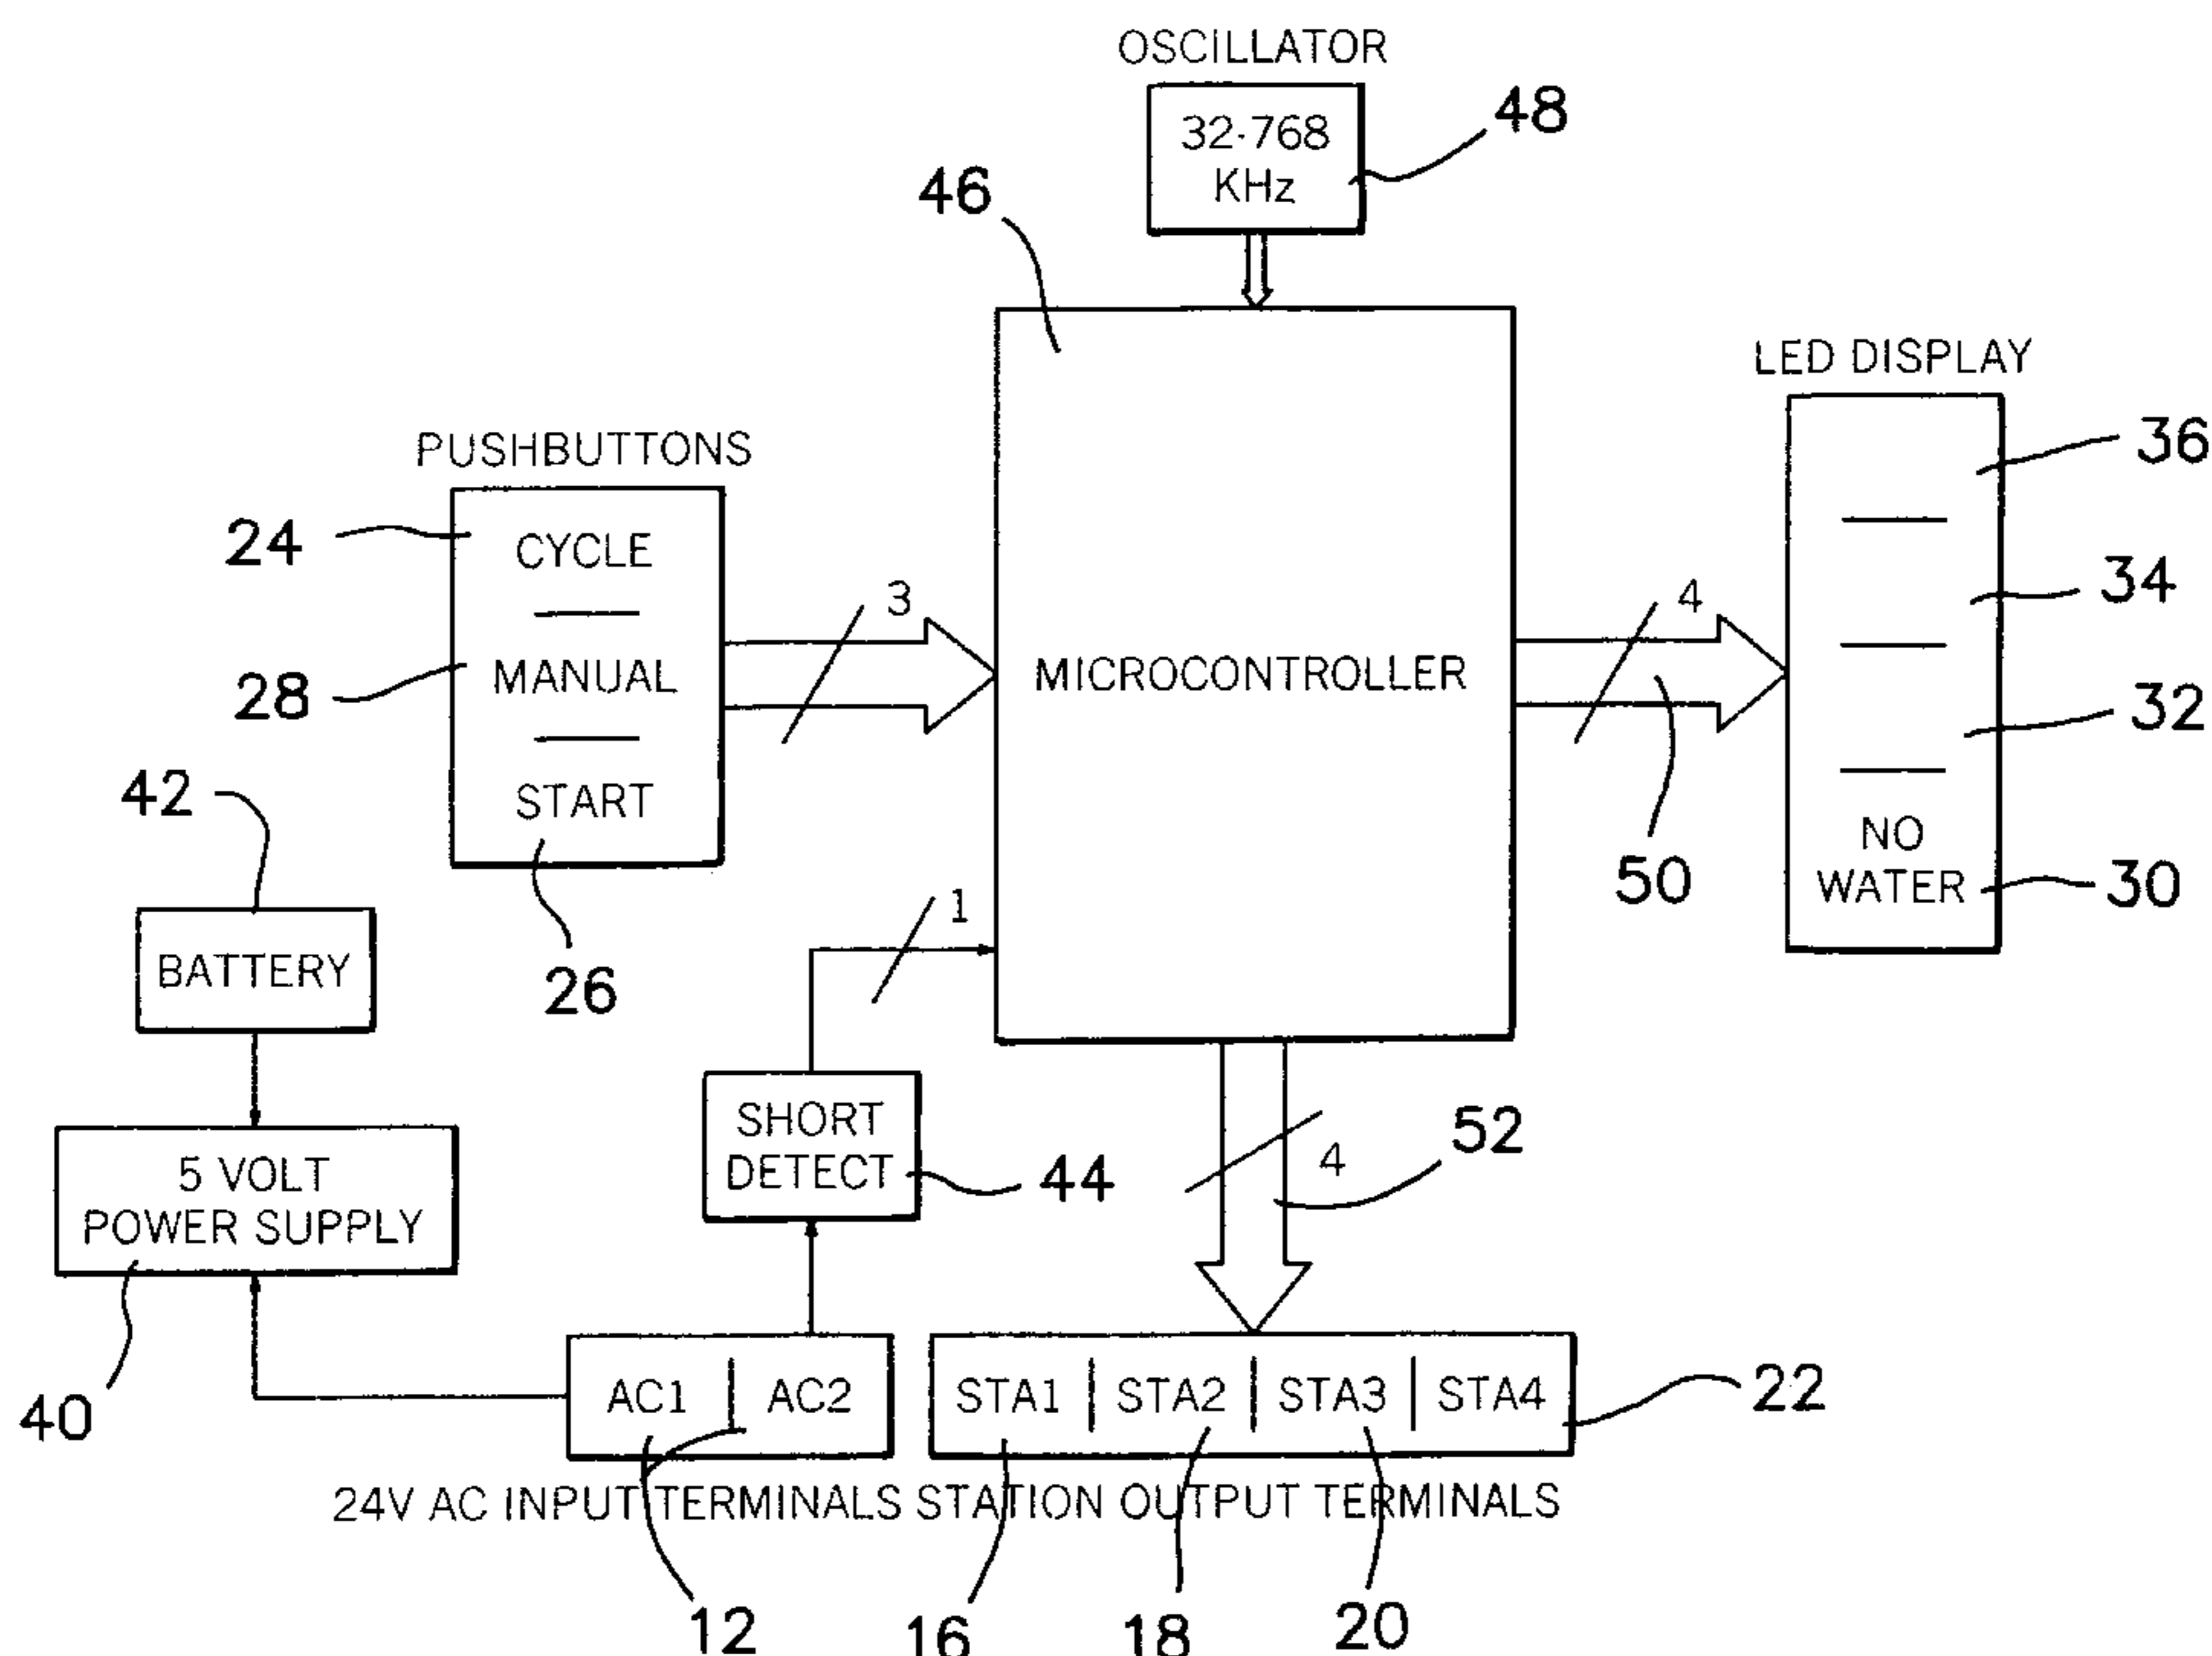 OSCILLATOR
32-768
KHz
48
46
LED DISPLAY
36
34
32
NO
WATER
30
PUSHBUTTONS
24
CYCLE
28
MANUAL
START
26
3
MICROCONTROLLER
4
50
42
BATTERY
1
SHORT
DETECT
44
4
52
5 VOLT
POWER SUPPLY
40
AC1
AC2
STA1
STA2
STA3
STA4
22
24V AC INPUT TERMINALS STATION OUTPUT TERMINALS
12
16
18
20